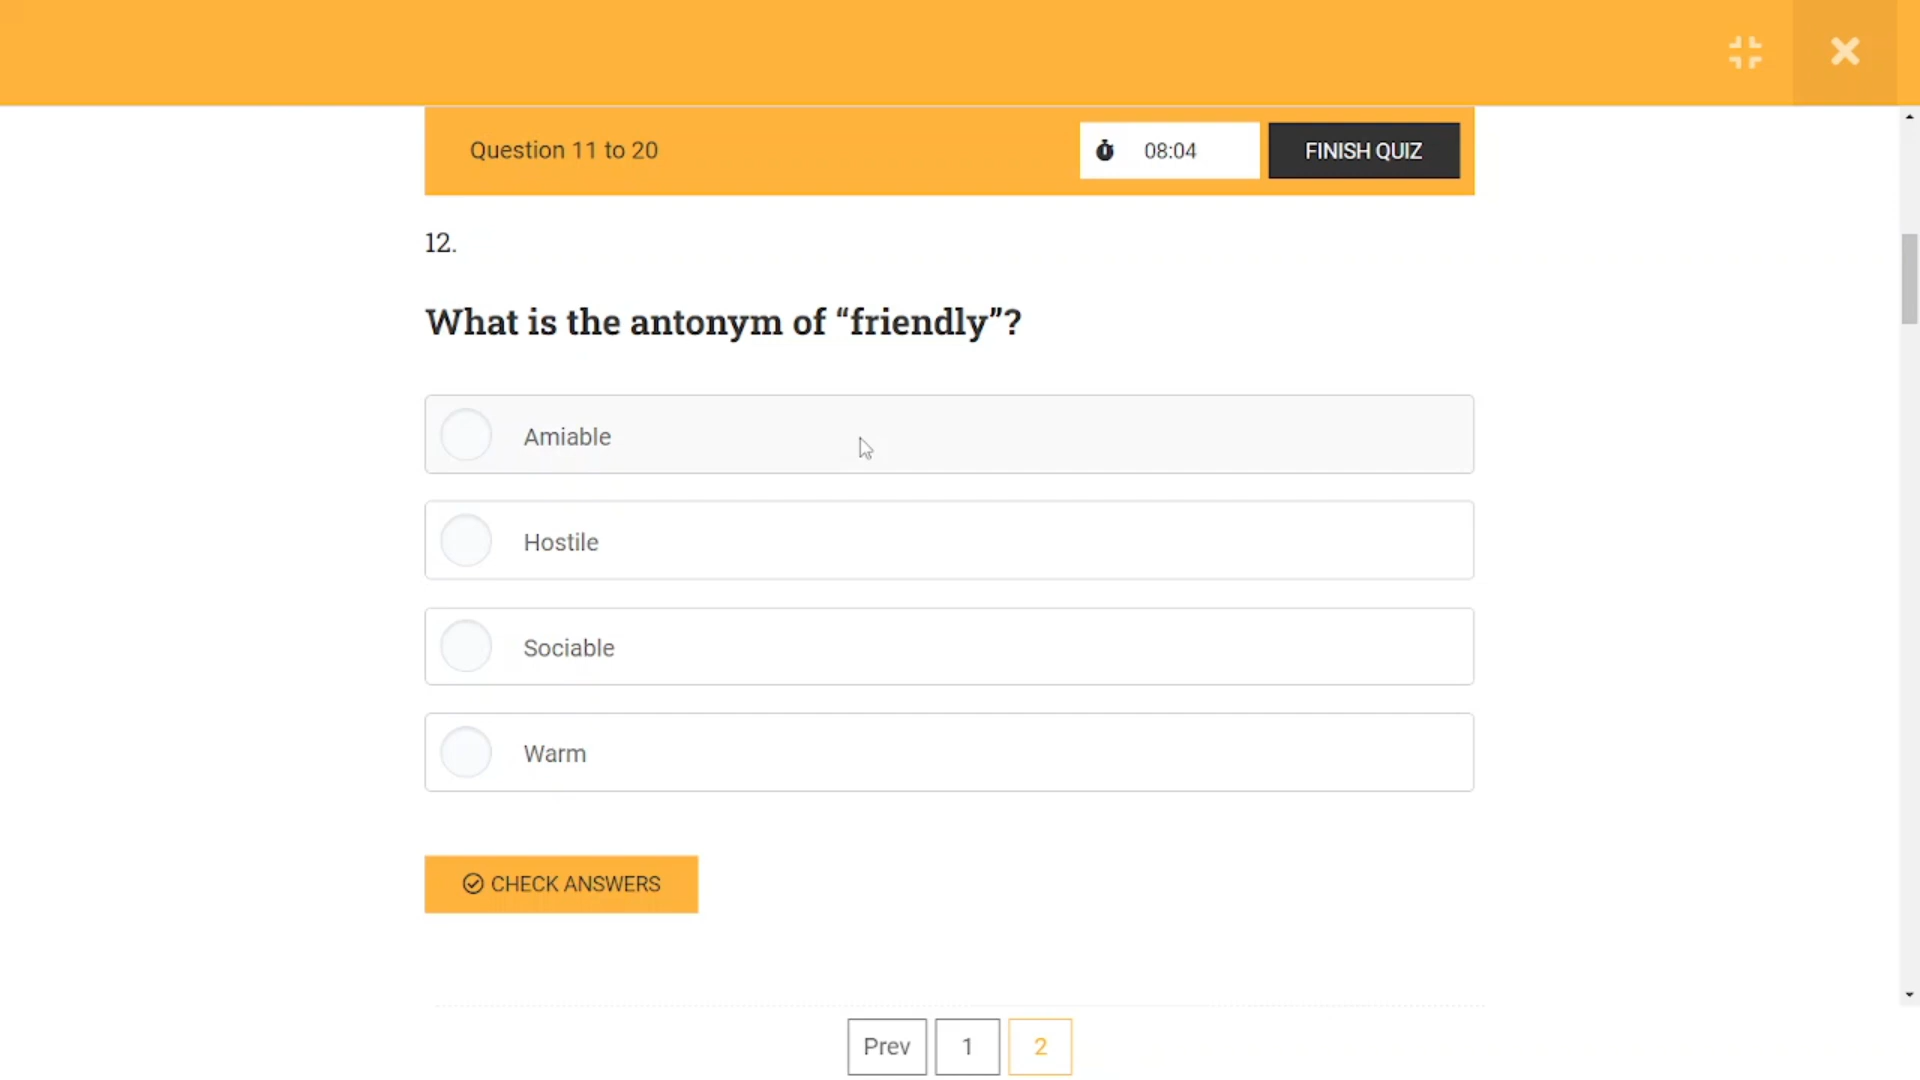 Question 11 to 20
08:04
FINISH QUIZ
12.
What is the antonym of “friendly”?
Amiable
Hostile
Sociable
Warm
CHECK ANSWERS
Prev
1
2